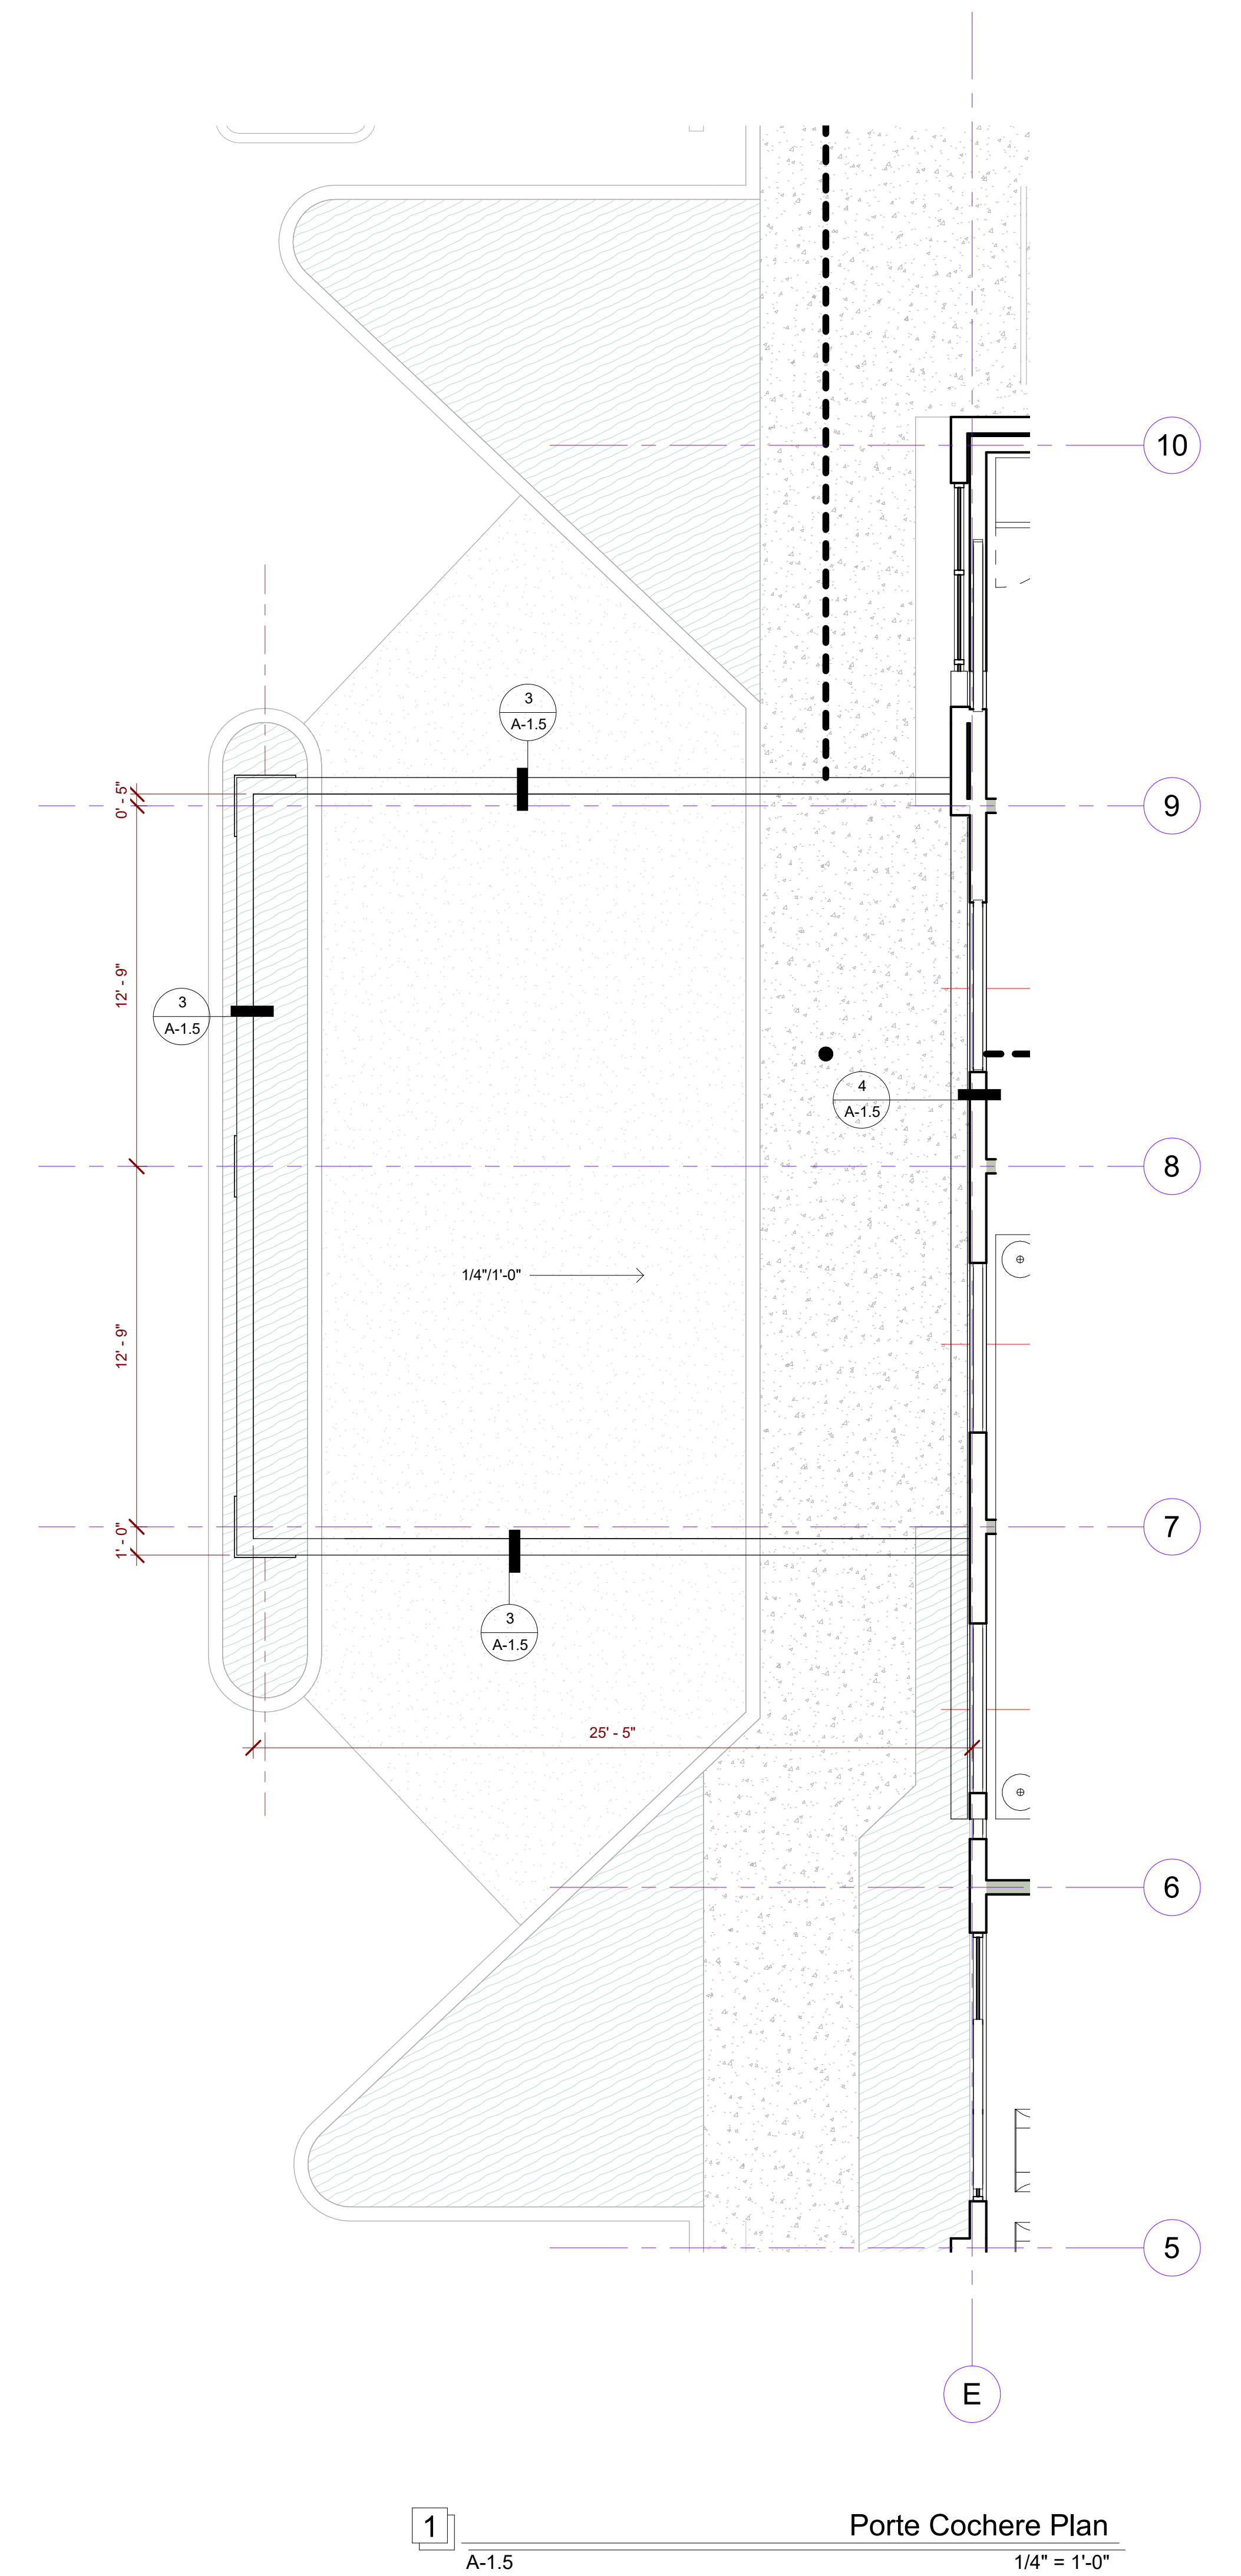 10
3
A-1.5
0' - 5"
9
12' - 9"
3
A-1.5
4
A-1.5
8
1/4"/1'-0"
12' - 9"
7
1' - 0"
3
A-1.5
25' - 5"
6
5
E
1
Porte Cochere Plan
A-1.5
1/4" = 1'-0"